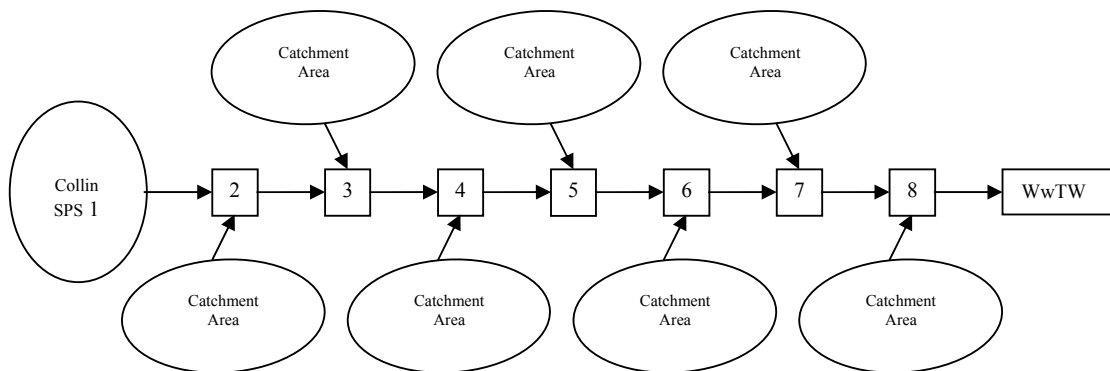 Catchment
Area
Catchment
Area
Catchment
Area
Collin
SPS 1
2
3
4
5
6
7
8
WwTW
Catchment
Area
Catchment
Area
Catchment
Area
Catchment
Area